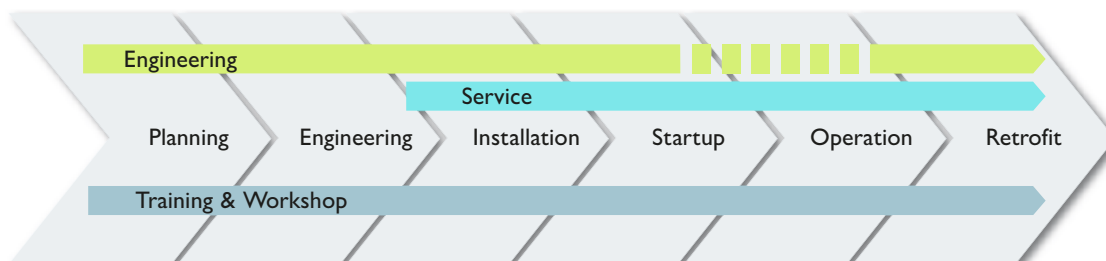 Engineering
Service
Planning Engineering Installation Startup Operation Retrofit
Training & Workshop